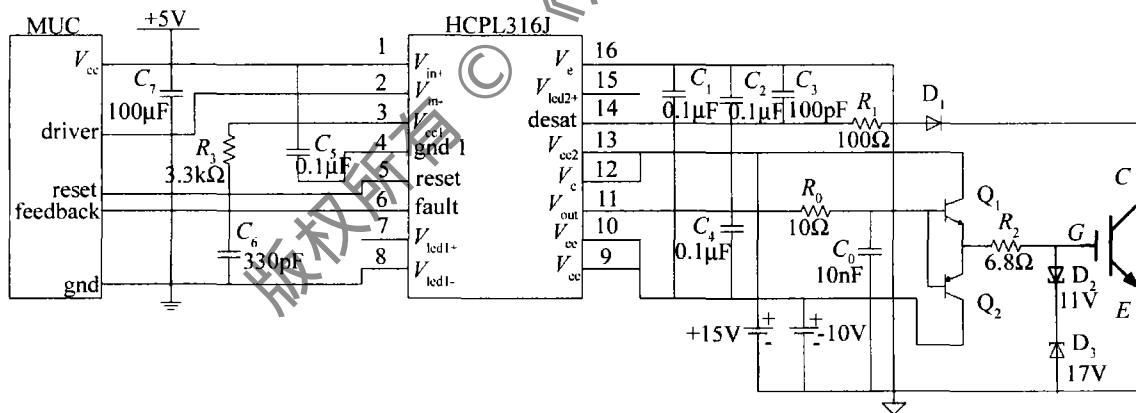 MUC
+5V
HCPL316J
V_cc
C_7
100μF
driver
R_3
3.3kΩ
reset
feedback
C_6
330pF
gnd
C_5
0.1μF
1
2
3
4
5
6
7
8
V_in+
V_in-
V_cc1
gnd 1
reset
fault
V_led1+
V_led1-
V_e
V_led2+
desat
V_cc2
V_c
V_out
V_ee
V_cc
16
15
14
13
12
11
10
9
C_1
0.1μF
C_2
0.1μF
C_3
100pF
R_1
100Ω
D_1
C_4
0.1μF
R_0
10Ω
C_0
10nF
Q_1
Q_2
R_2
6.8Ω
G
C
E
D_2
11V
D_3
17V
+15V
+
-
+
-
-10V
版权所有 © 《